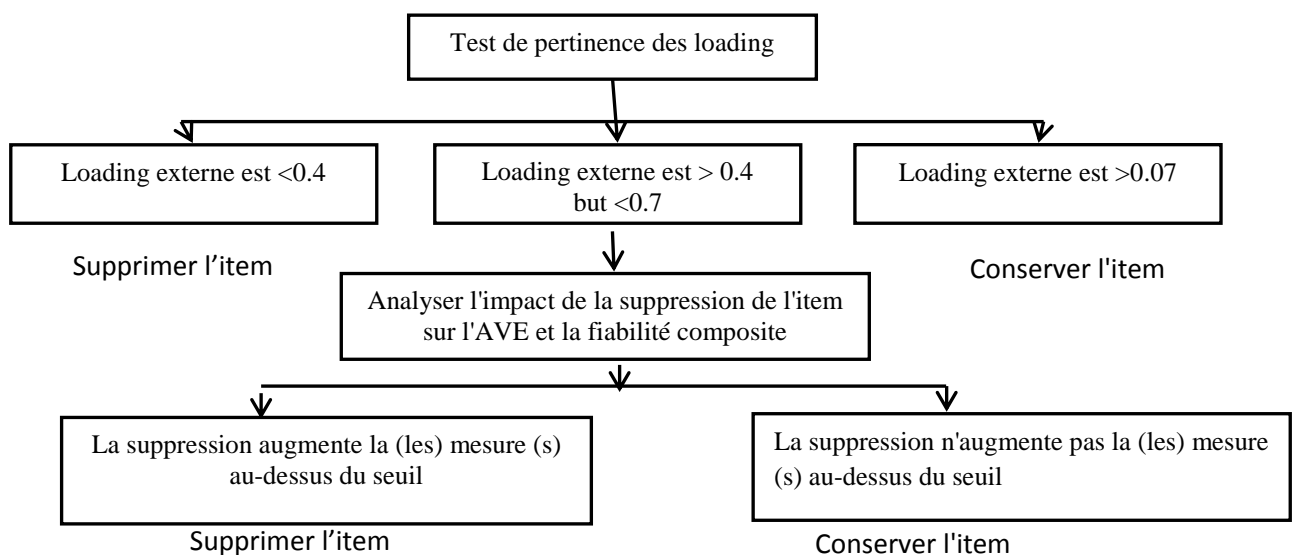 Test de pertinence des loading
Loading externe est <0.4
Loading externe est > 0.4
but <0.7
Loading externe est >0.07
Supprimer l’item
Conserver l'item
Analyser l'impact de la suppression de l'item
sur l'AVE et la fiabilité composite
La suppression augmente la (les) mesure (s)
au-dessus du seuil
La suppression n'augmente pas la (les) mesure
(s) au-dessus du seuil
Supprimer l’item
Conserver l'item